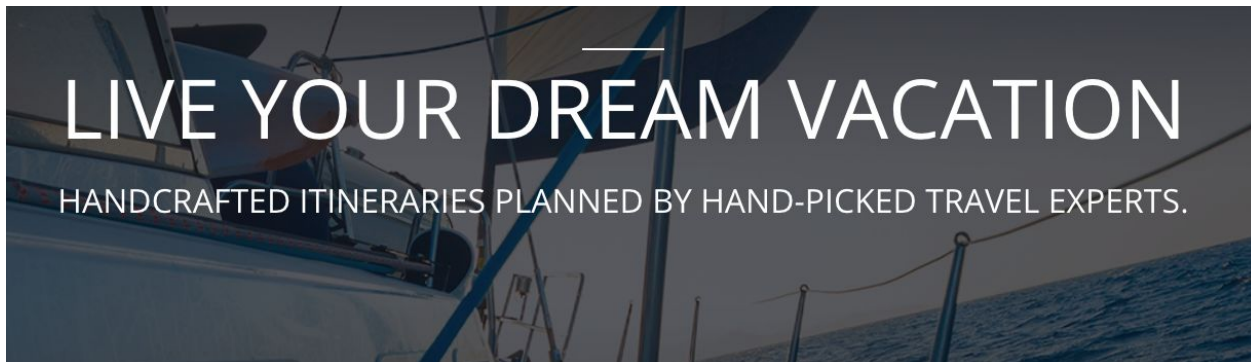 LIVE YOUR DREAM VACATION
HANDCRAFTED ITINERARIES PLANNED BY HAND-PICKED TRAVEL EXPERTS.